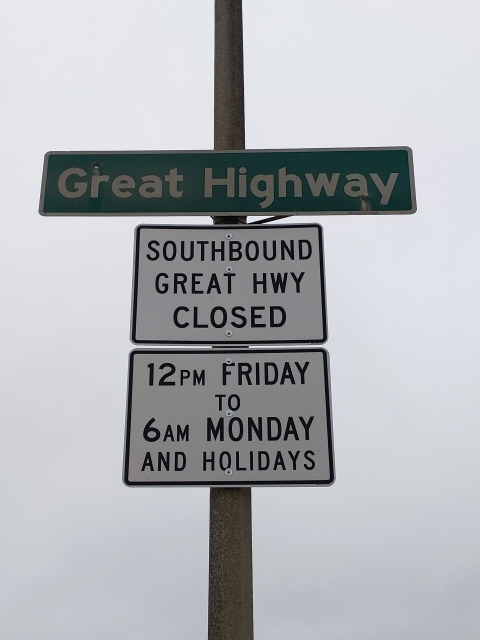 Great Highway
SOUTHBOUND
GREAT HWY
CLOSED
12PM FRIDAY
TO
6AM MONDAY
AND HOLIDAYS